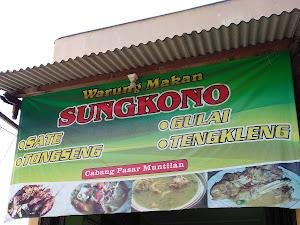 Warung Makan
SUNGKONO
• SATE
• TONGSENG
• GULAI
• TENGKLENG
Cabang Pasar Muntilan